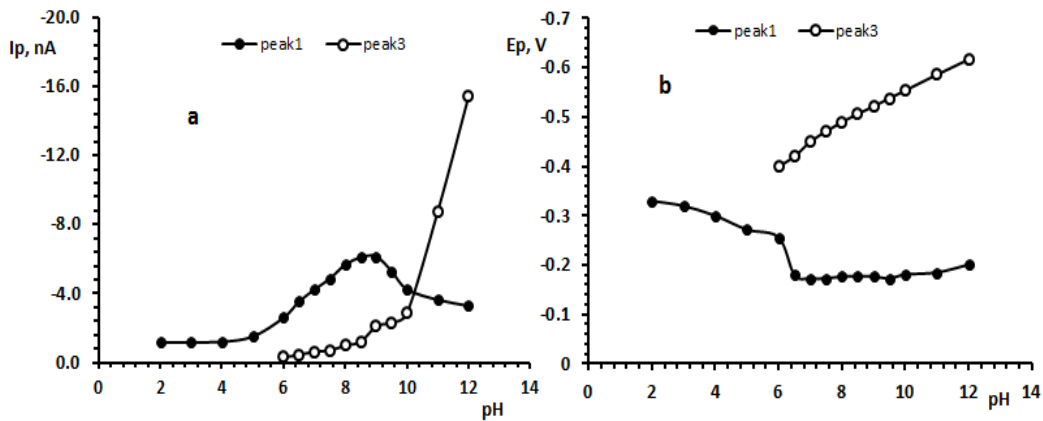 -20.0
Ip, nA
peak1 peak3
-16.0
a
-12.0
-8.0
-4.0
0.0
0 2 4 6 8 10 12 14
pH
-0.7
Ep, V
peak1 peak3
-0.6
b
-0.5
-0.4
-0.3
-0.2
-0.1
0
0 2 4 6 8 10 12 14
pH